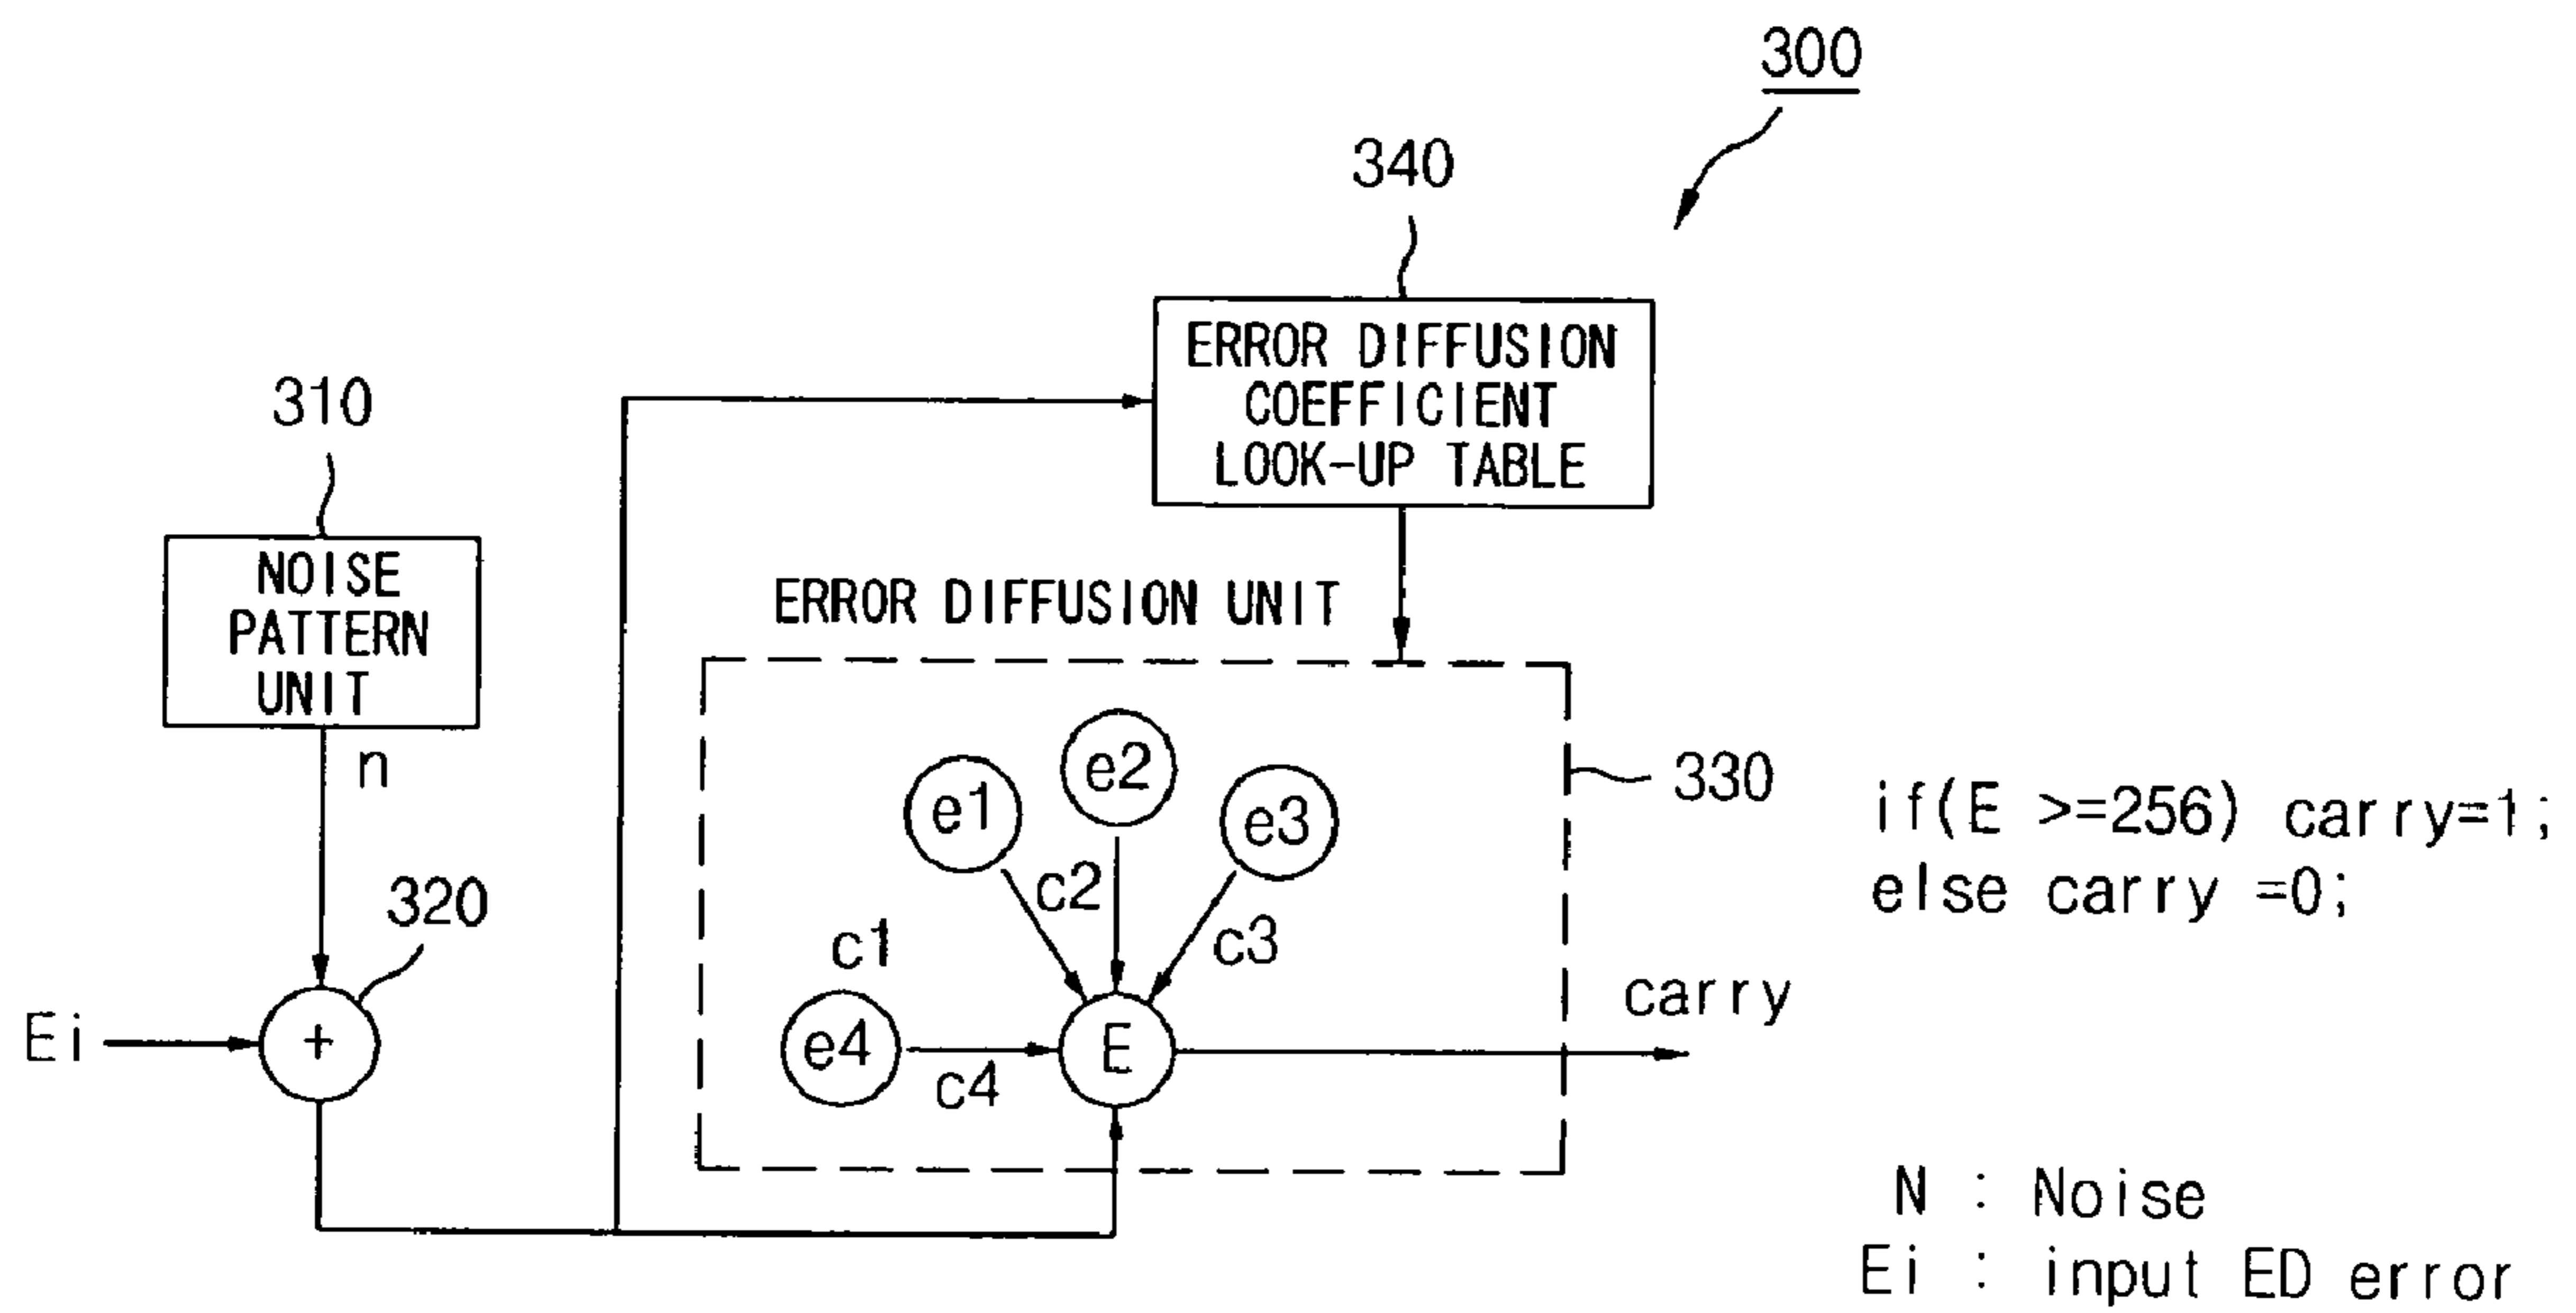 300
340
ERROR DIFFUSION
COEFFICIENT
LOOK-UP TABLE
310
NOISE
PATTERN
UNIT
n
ERROR DIFFUSION UNIT
e1
e2
e3
330
if(E >=256) carry=1;
else carry =0;
c2
c1
c3
320
Ei
+
e4
c4
E
carry
N : Noise
Ei : input ED error